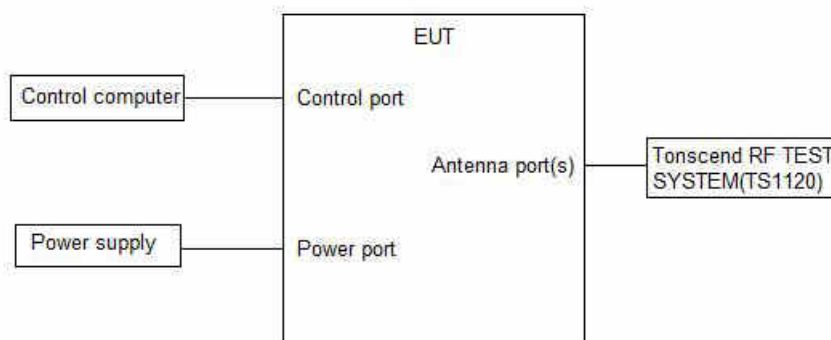 EUT
Control computer
Control port
Antenna port(s)
Tonscend RF TEST
SYSTEM(TS1120)
Power supply
Power port